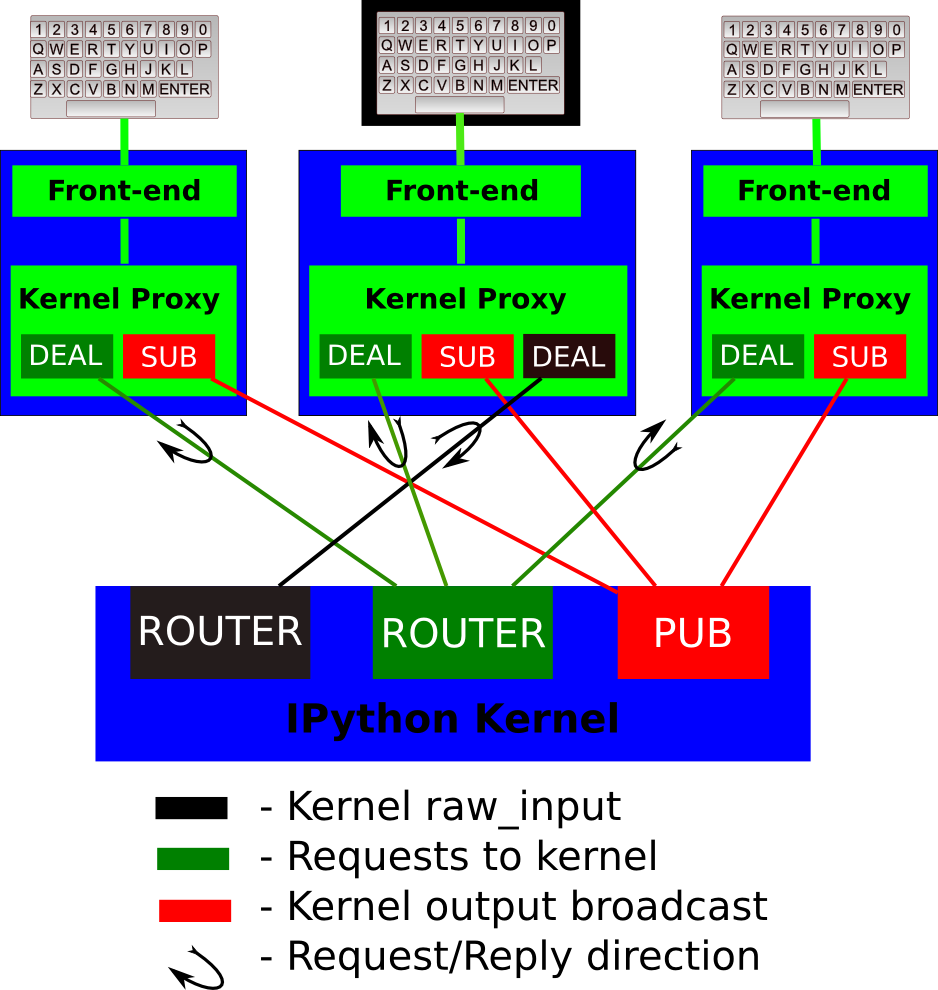 1 2 3 4 5 6 7 8 9 0
Q W E R T Y U I O P
A S D F G H J K L
Z X C V B N M ENTER
1 2 3 4 5 6 7 8 9 0
Q W E R T Y U I O P
A S D F G H J K L
Z X C V B N M ENTER
1 2 3 4 5 6 7 8 9 0
Q W E R T Y U I O P
A S D F G H J K L
Z X C V B N M ENTER
Front-end
Front-end
Front-end
Kernel Proxy
Kernel Proxy
Kernel Proxy
DEAL SUB
DEAL SUB DEAL
DEAL SUB
ROUTER
ROUTER
PUB
IPython Kernel
- Kernel raw_input
- Requests to kernel
- Kernel output broadcast
- Request/Reply direction